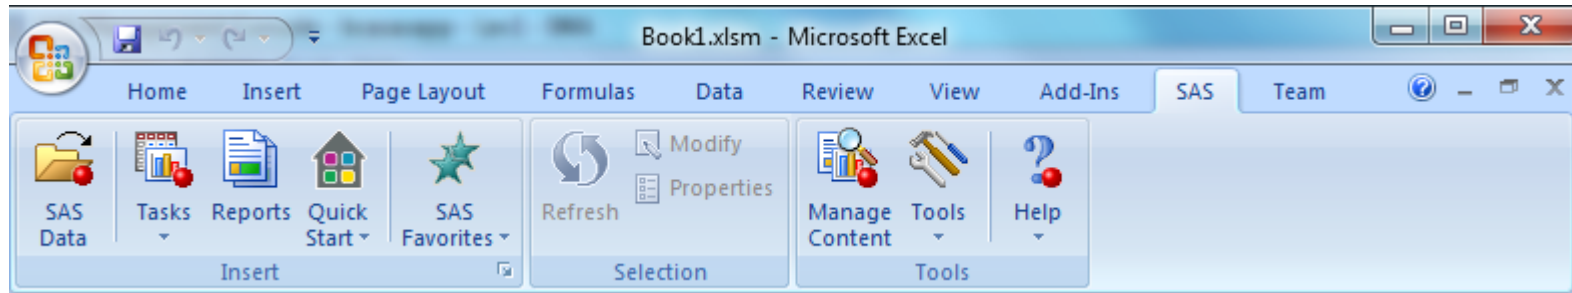 Book1.xlsm - Microsoft Excel
Home Insert Page Layout Formulas Data Review View Add-Ins SAS Team
SAS Data
Tasks
Reports
Quick Start
SAS Favorites
Insert
Refresh
Modify
Properties
Selection
Manage Content
Tools
Help
Tools